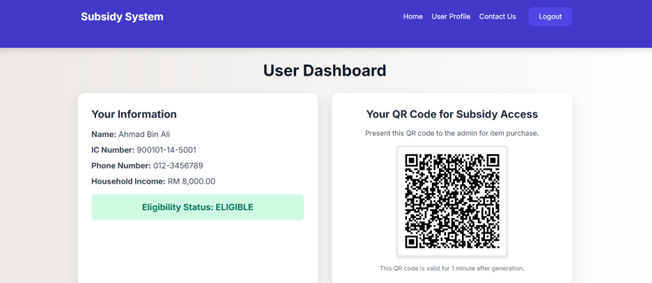 Subsidy System
Home User Profile Contact Us Logout
User Dashboard
Your Information
Name: Ahmad Bin Ali
IC Number: 900101-14-5001
Phone Number: 012-3456789
Household Income: RM 8,000.00
Eligibility Status: ELIGIBLE
Your QR Code for Subsidy Access
Present this QR code to the admin for item purchase.
This QR code is valid for 1 minute after generation.